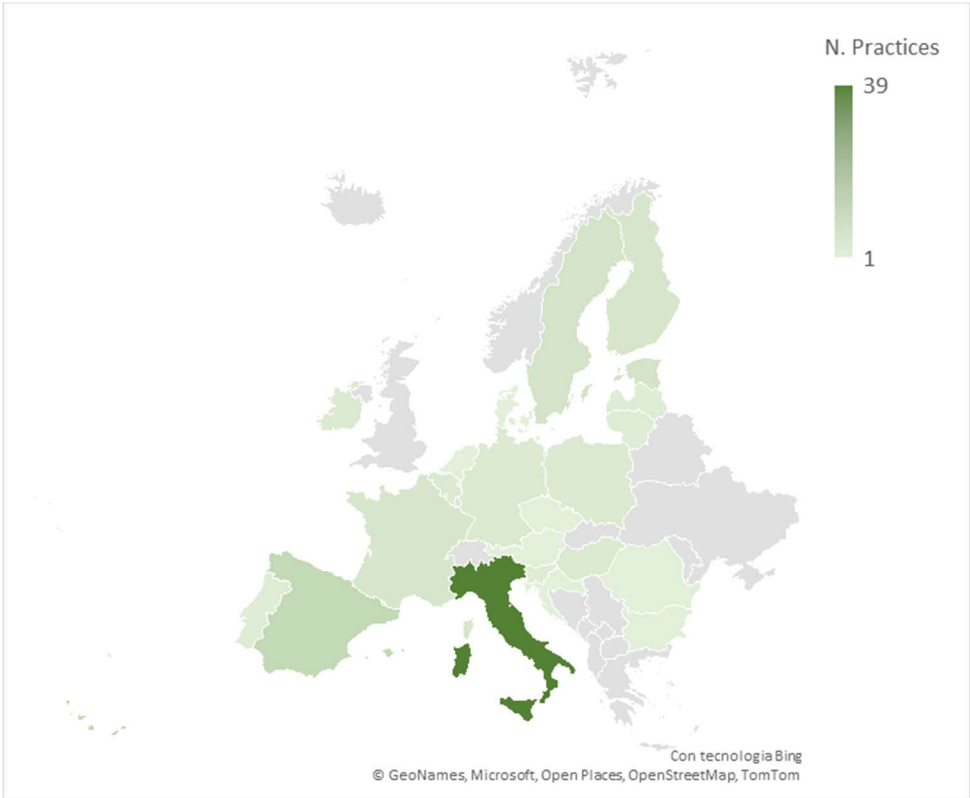 N. Practices
39
1
Con tecnologia Bing
© GeoNames, Microsoft, Open Places, OpenStreetMap, TomTom